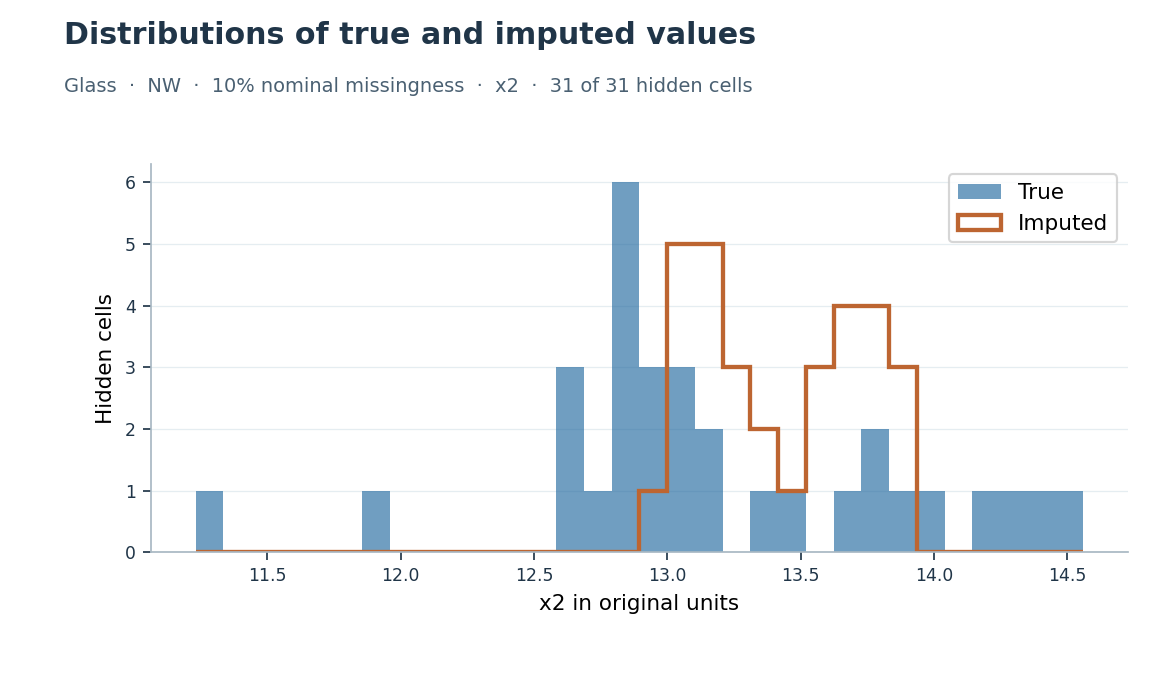 Distributions of true and imputed values
Glass · NW · 10% nominal missingness · x2 · 31 of 31 hidden cells
True
Imputed
Hidden cells
6
5
4
3
2
1
0
11.5 12.0 12.5 13.0 13.5 14.0 14.5
x2 in original units